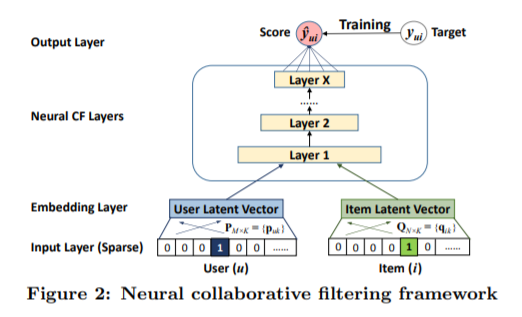 Output Layer
Score ŷui Training yui Target
Layer X
......
Neural CF Layers
Layer 2
Layer 1
Embedding Layer
User Latent Vector
Item Latent Vector
PM×K = {puk}
QN×K = {qik}
Input Layer (Sparse)
0 0 0 1 0 0 ......
0 0 0 0 1 0 ......
User (u)
Item (i)
Figure 2: Neural collaborative filtering framework